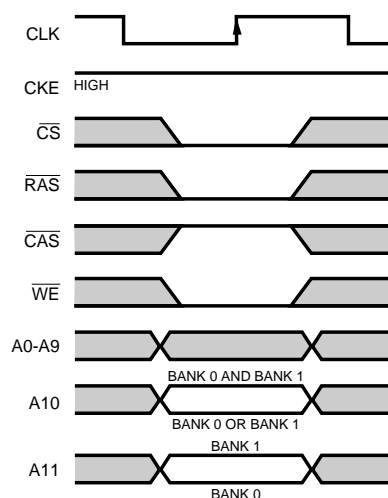 CLK
CKE HIGH
CS
RAS
CAS
WE
A0-A9
BANK 0 AND BANK 1
A10
BANK 0 OR BANK 1
BANK 1
A11
BANK 0